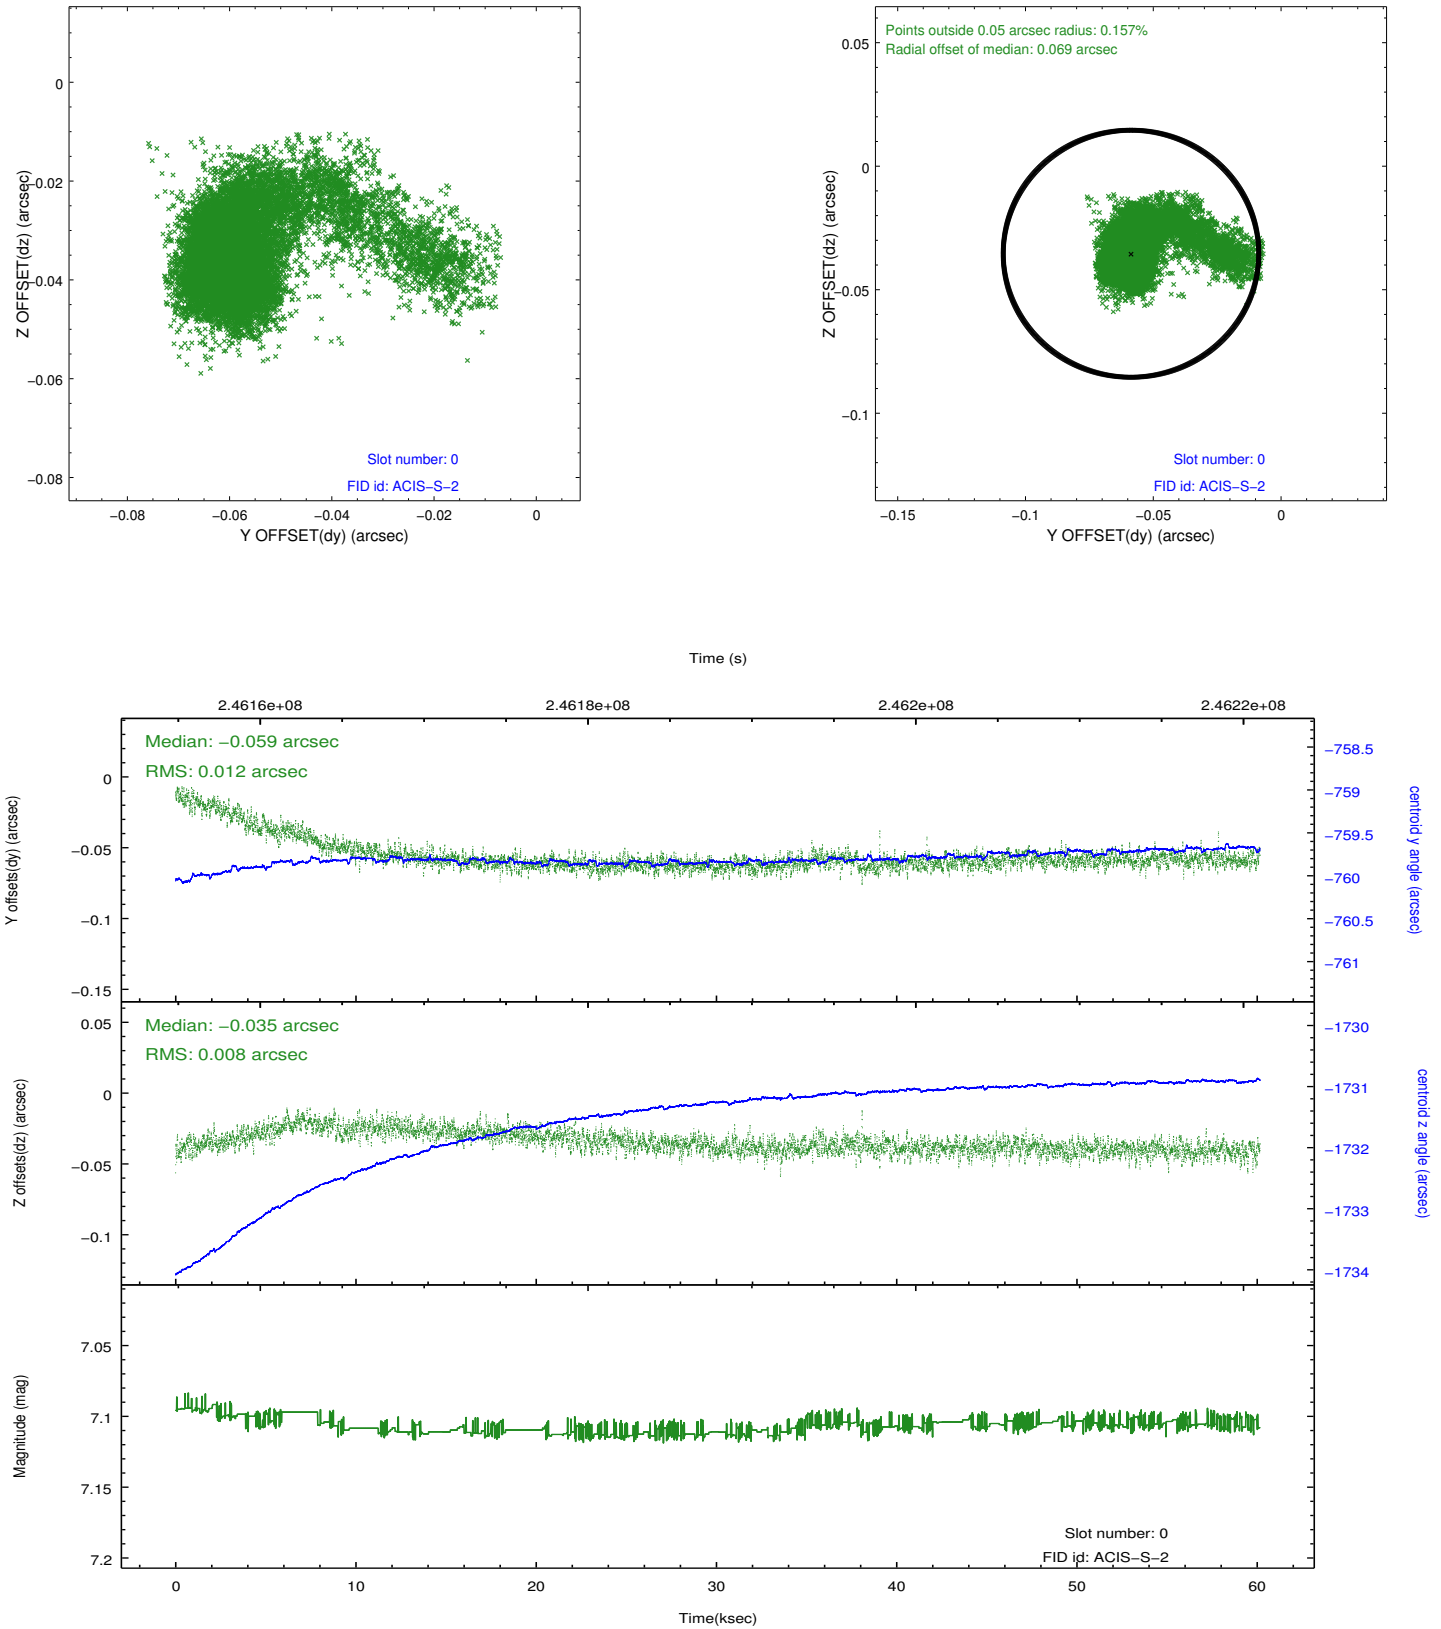 0
−0.02
−0.04
−0.06
−0.08
Z OFFSET(dz) (arcsec)
Slot number: 0
FID id: ACIS−S−2
−0.08
−0.06
−0.04
−0.02
0
Y OFFSET(dy) (arcsec)
Points outside 0.05 arcsec radius: 0.157%
Radial offset of median: 0.069 arcsec
0.05
0
−0.05
−0.1
Z OFFSET(dz) (arcsec)
Slot number: 0
FID id: ACIS−S−2
−0.15
−0.1
−0.05
0
Y OFFSET(dy) (arcsec)
Time (s)
2.4616e+08
2.4618e+08
2.462e+08
2.4622e+08
Median: −0.059 arcsec
RMS: 0.012 arcsec
0
−0.05
−0.1
−0.15
Y offsets(dy) (arcsec)
−758.5
−759
−759.5
−760
−760.5
−761
centroid y angle (arcsec)
Median: −0.035 arcsec
RMS: 0.008 arcsec
0.05
0
−0.05
−0.1
Z offsets(dz) (arcsec)
−1730
−1731
−1732
−1733
−1734
centroid z angle (arcsec)
7.05
7.1
7.15
7.2
Magnitude (mag)
Slot number: 0
FID id: ACIS−S−2
0
10
20
30
40
50
60
Time(ksec)